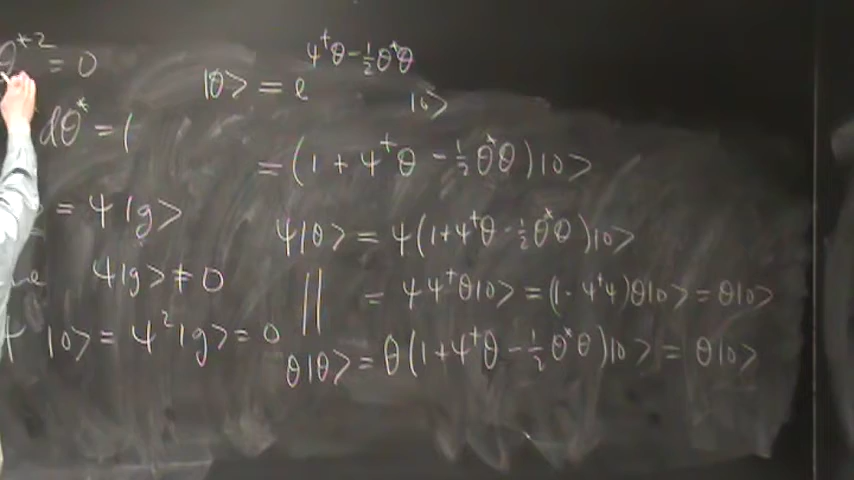 θ*² = 0
dθ* = (
= ψ|g>
ψ|g> ≠ 0
|0> = ψ²|g> = 0
|θ> = e^{ψ†θ - ½θ*θ} |0>
= (1 + ψ†θ - ½θ*θ)|0>
ψ|θ> = ψ(1+ψ†θ - ½θ*θ)|0>
|| = ψψ†θ|0> = (1 - ψ†ψ)θ|0> = θ|0>
θ|θ> = θ(1+ψ†θ - ½θ*θ)|0> = θ|0>